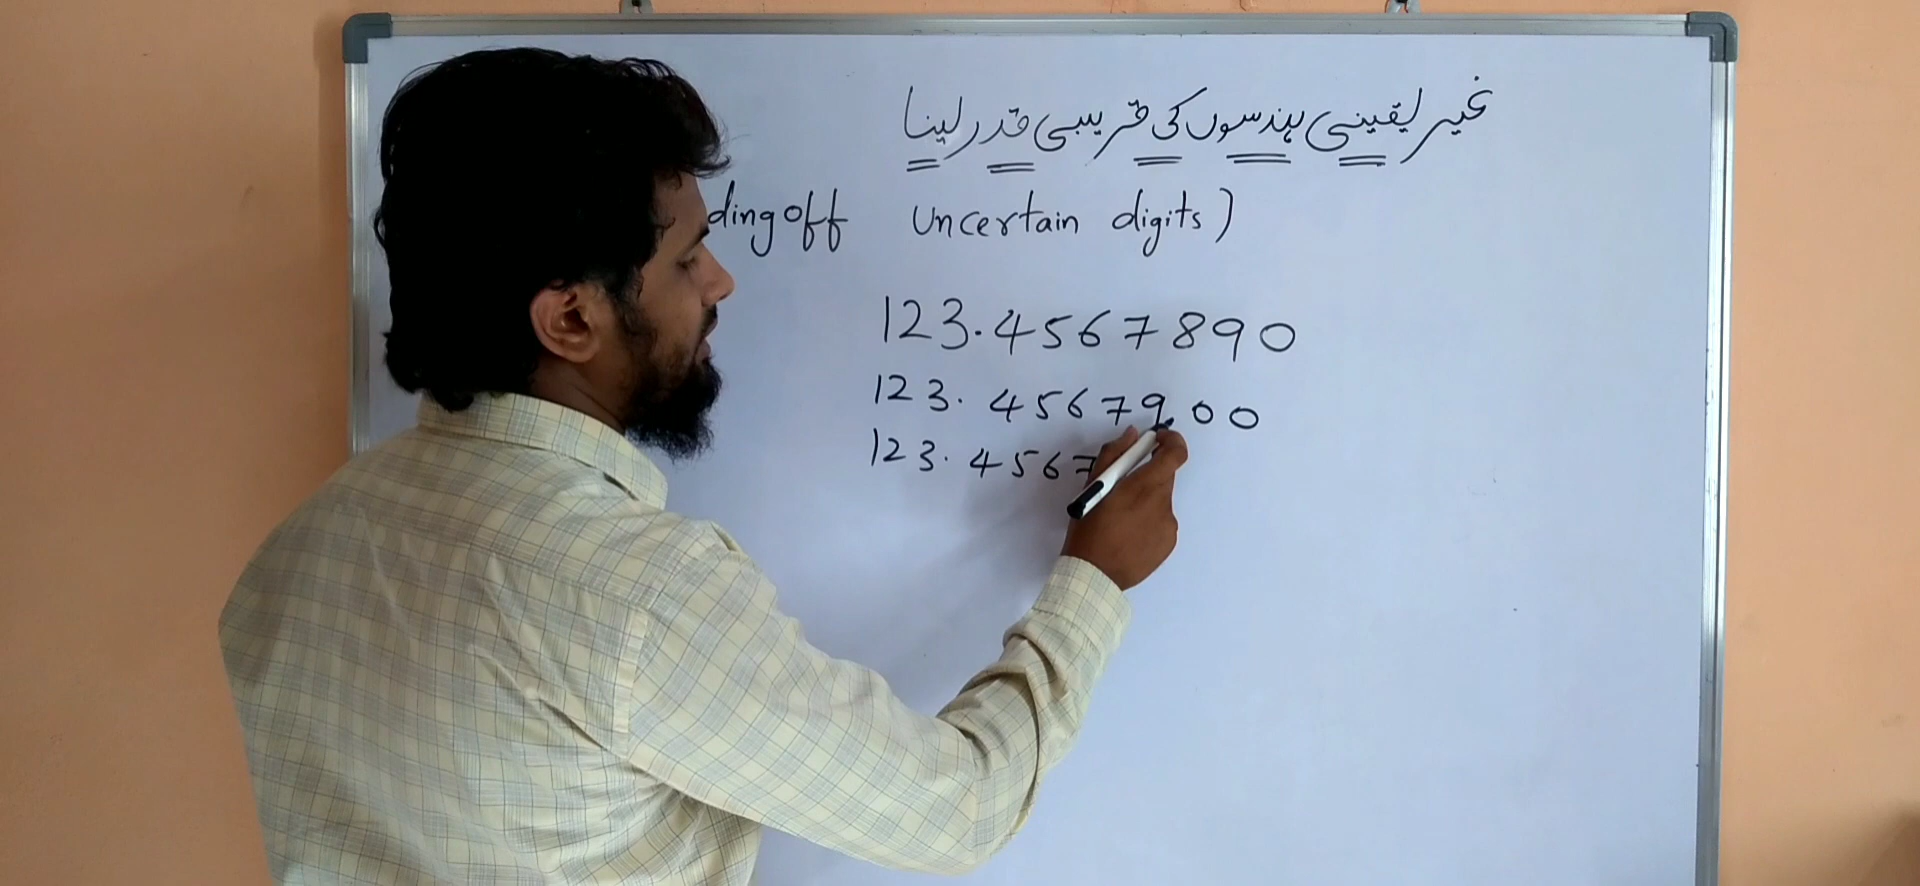 غیر یقینی ہندسوں کی قریبی قدر لینا
ding off uncertain digits)
123.4567890
123.4567900
123.4567